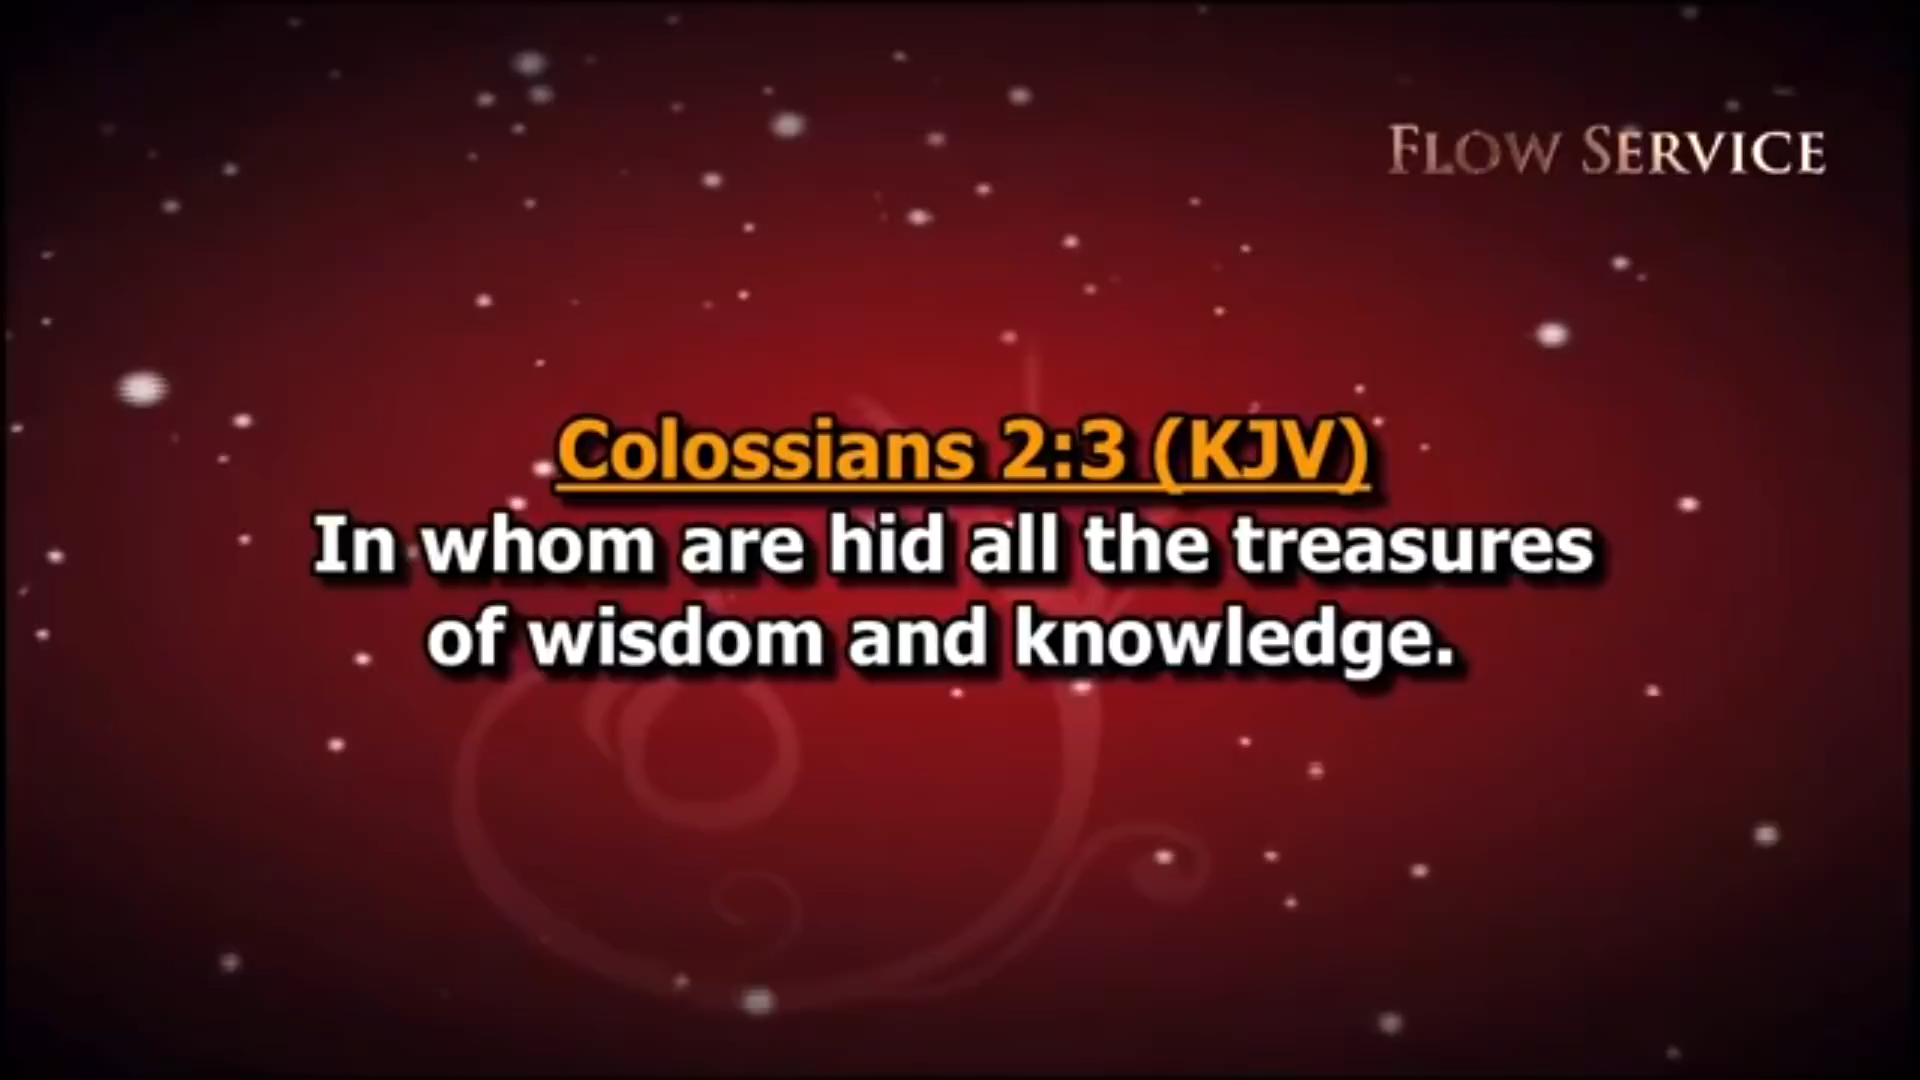 FLOW SERVICE
Colossians 2:3 (KJV)
In whom are hid all the treasures
of wisdom and knowledge.